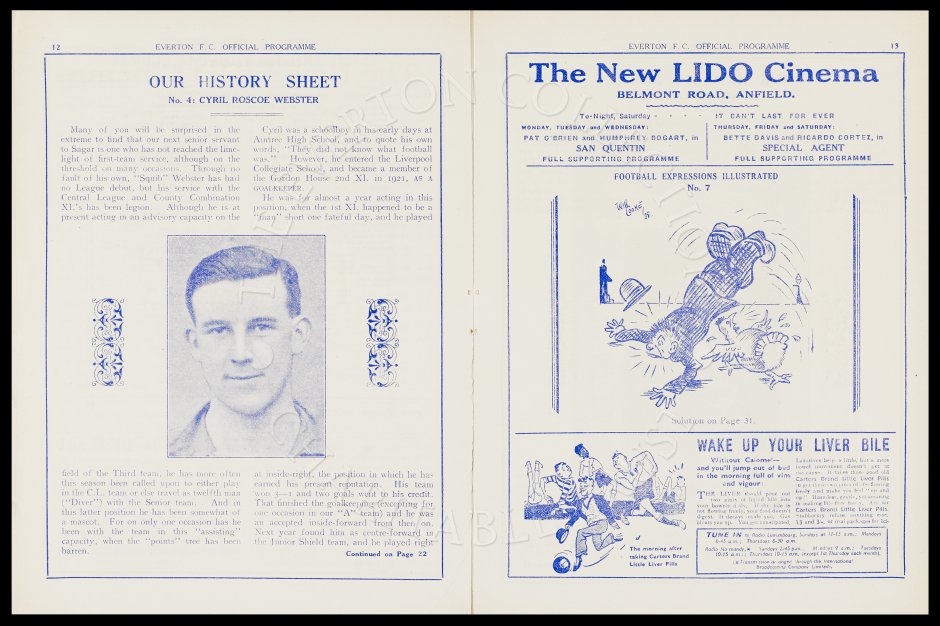 12
EVERTON F.C. OFFICIAL PROGRAMME
OUR HISTORY SHEET
No. 4: CYRIL ROSCOE WEBSTER
Many of you will be surprised in the
extreme to find that our next senior servant
to Sagar is one who has not reached the lime-
light of first-team service, although on the
threshold on many occasions. Through no
fault of his own, "Squib" Webster has had
no League debut, but his service with the
Central League and County Combination
XI.'s has been legion. Although he is at
present acting in an advisory capacity on the
field of the Third team, he has more often
this season been called upon to either play
in the C.L. team or else travel as twelfth man
("Diver") with the Senior team. And in
this latter position he has been somewhat of
a mascot. For on only one occasion has he
been with the team in this "assisting"
capacity, when the "points" tree has been
barren.
Cyril was a schoolboy in his early days at
Aintree High School, and to quote his own
words, "They did not know what football
was." However, he entered the Liverpool
Collegiate School, and became a member of
the Gordon House 2nd XI. in 1921, AS A
GOALKEEPER.
He was for almost a year acting in this
position, when the 1st XI. happened to be a
"man" short one fateful day, and he played
at inside-right, the position in which he has
earned his present reputation. His team
won 3—1 and two goals went to his credit.
That finished the goalkeeping (excepting for
one occasion in our "A" team) and he was
an accepted inside-forward from then on.
Next year found him as centre-forward in
the Junior Shield team, and he played right
Continued on Page 22
EVERTON F.C. OFFICIAL PROGRAMME
13
The New LIDO Cinema
BELMONT ROAD, ANFIELD.
To-Night, Saturday
IT CAN'T LAST FOR EVER
MONDAY, TUESDAY and WEDNESDAY:
PAT O'BRIEN and HUMPHREY BOGART, in
SAN QUENTIN
FULL SUPPORTING PROGRAMME
THURSDAY, FRIDAY and SATURDAY:
BETTE DAVIS and RICARDO CORTEZ, in
SPECIAL AGENT
FULL SUPPORTING PROGRAMME
FOOTBALL EXPRESSIONS ILLUSTRATED
No. 7
Solution on Page 31.
The morning after
taking Carters Brand
Little Liver Pills
WAKE UP YOUR LIVER BILE
Without Calomel—
and you'll jump out of bed
in the morning full of vim
and vigour
TUNE IN to Radio Luxembourg, Sundays at 11-15 a.m.; Mondays